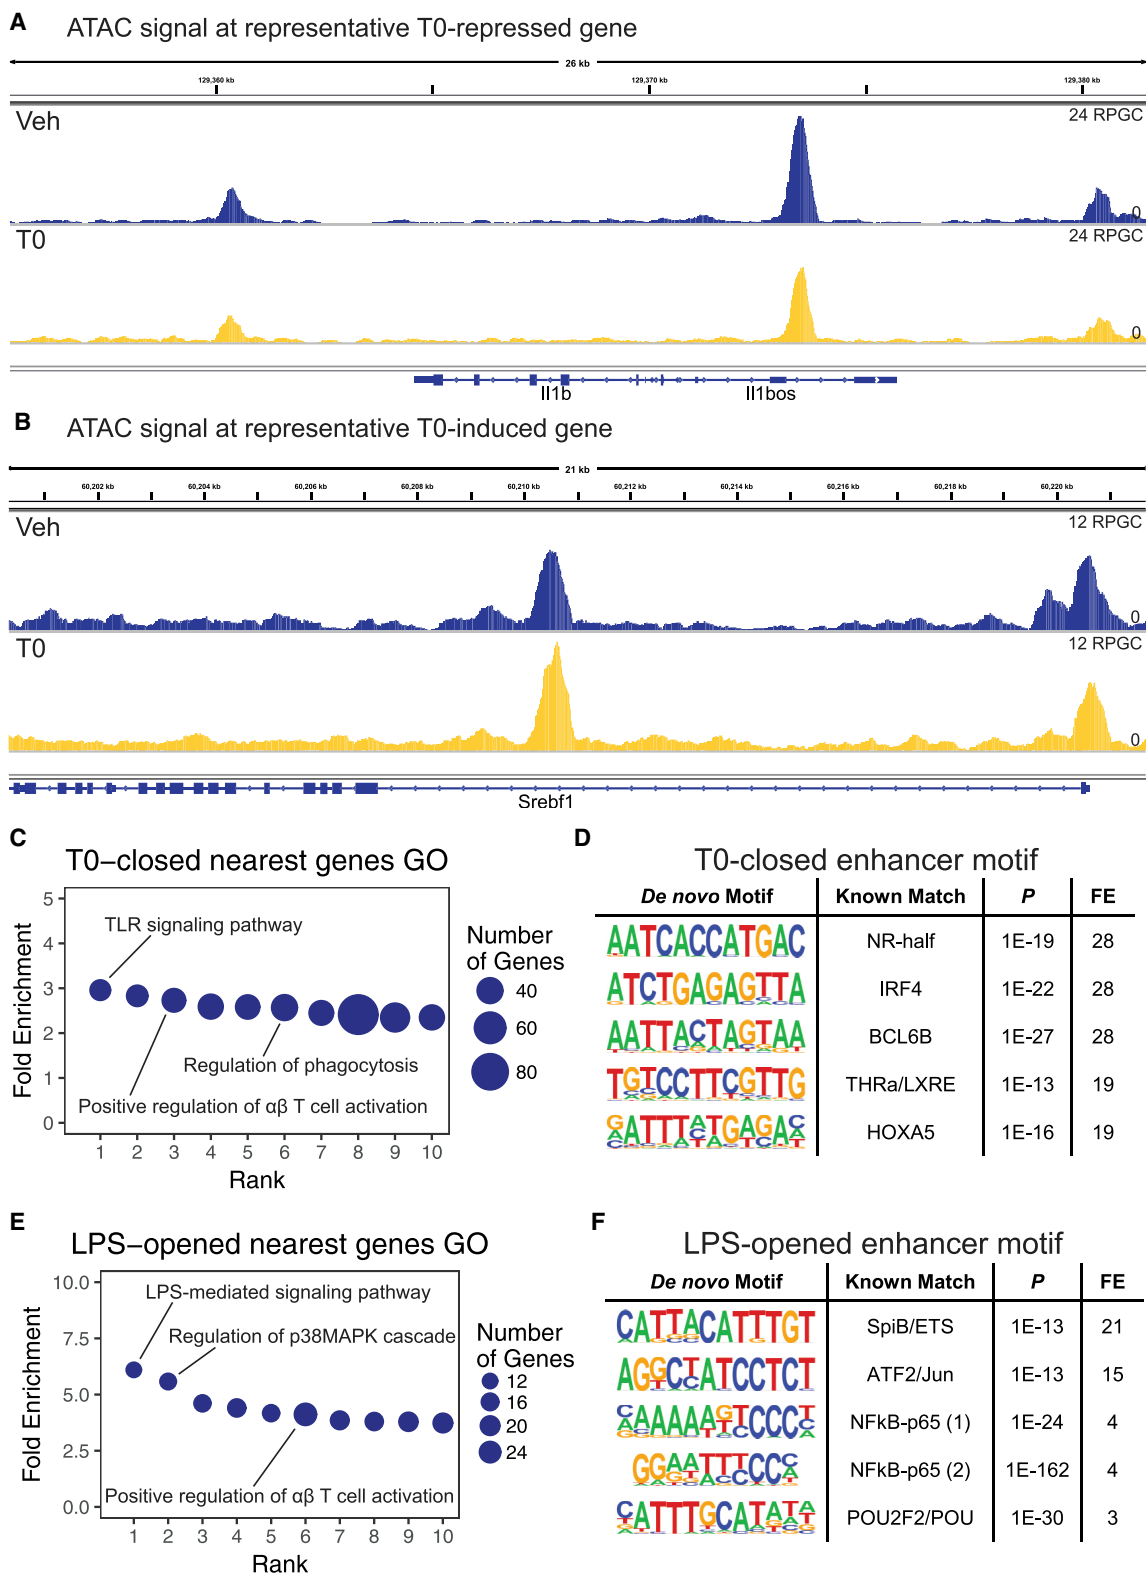 A ATAC signal at representative T0-repressed gene
26 kb
129,360 kb 129,370 kb 129,380 kb
Veh 24 RPGC
0
T0 24 RPGC
0
Il1b Il1bos
B ATAC signal at representative T0-induced gene
21 kb
60,202 kb 60,204 kb 60,206 kb 60,208 kb 60,210 kb 60,212 kb 60,214 kb 60,216 kb 60,218 kb 60,220 kb
Veh 12 RPGC
0
T0 12 RPGC
0
Srebf1
C T0–closed nearest genes GO
Fold Enrichment
5
4
3
2
1
0
TLR signaling pathway
Regulation of phagocytosis
Positive regulation of αβ T cell activation
1 2 3 4 5 6 7 8 9 10
Rank
Number
of Genes
40
60
80
D T0-closed enhancer motif
De novo Motif Known Match P FE
AATCACCATGAC NR-half 1E-19 28
ATCTGAGAGTTA IRF4 1E-22 28
AATTACTAGTAA BCL6B 1E-27 28
TGTCCTTCGTTG THRa/LXRE 1E-13 19
GATTTATGAGAC HOXA5 1E-16 19
E LPS–opened nearest genes GO
Fold Enrichment
10.0
7.5
5.0
2.5
0.0
LPS-mediated signaling pathway
Regulation of p38MAPK cascade
Positive regulation of αβ T cell activation
1 2 3 4 5 6 7 8 9 10
Rank
Number
of Genes
12
16
20
24
F LPS-opened enhancer motif
De novo Motif Known Match P FE
CATTACATTTGT SpiB/ETS 1E-13 21
AGGCTATCCTCT ATF2/Jun 1E-13 15
CAAAAAGTCCCT NFkB-p65 (1) 1E-24 4
GGAATTTCCC NFkB-p65 (2) 1E-162 4
CATTTGCATATA POU2F2/POU 1E-30 3